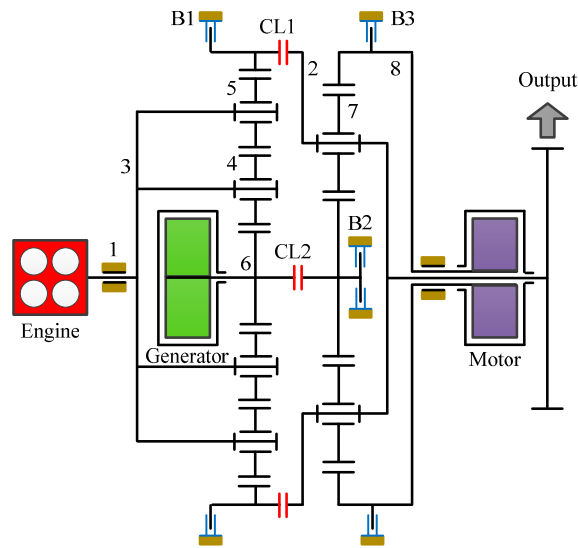 B1
CL1
B3
2
8
5
Output
7
4
3
B2
1
6
CL2
Engine
Generator
Motor